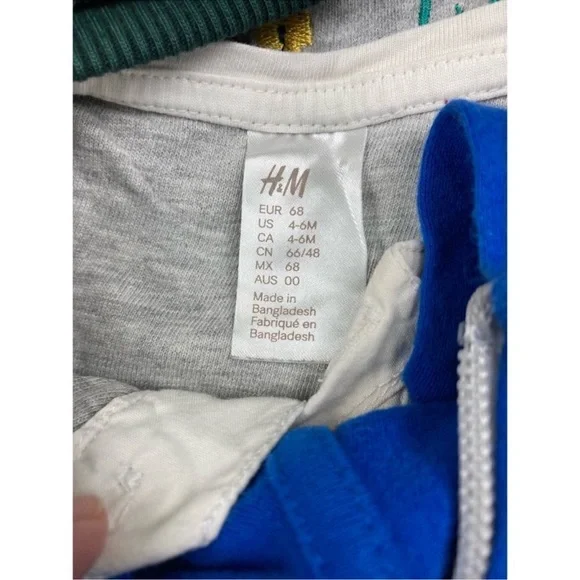 H&M
EUR 68
US 4-6M
CA 4-6M
CN 66/48
MX 68
AUS 00
Made in
Bangladesh
Fabriqué en
Bangladesh